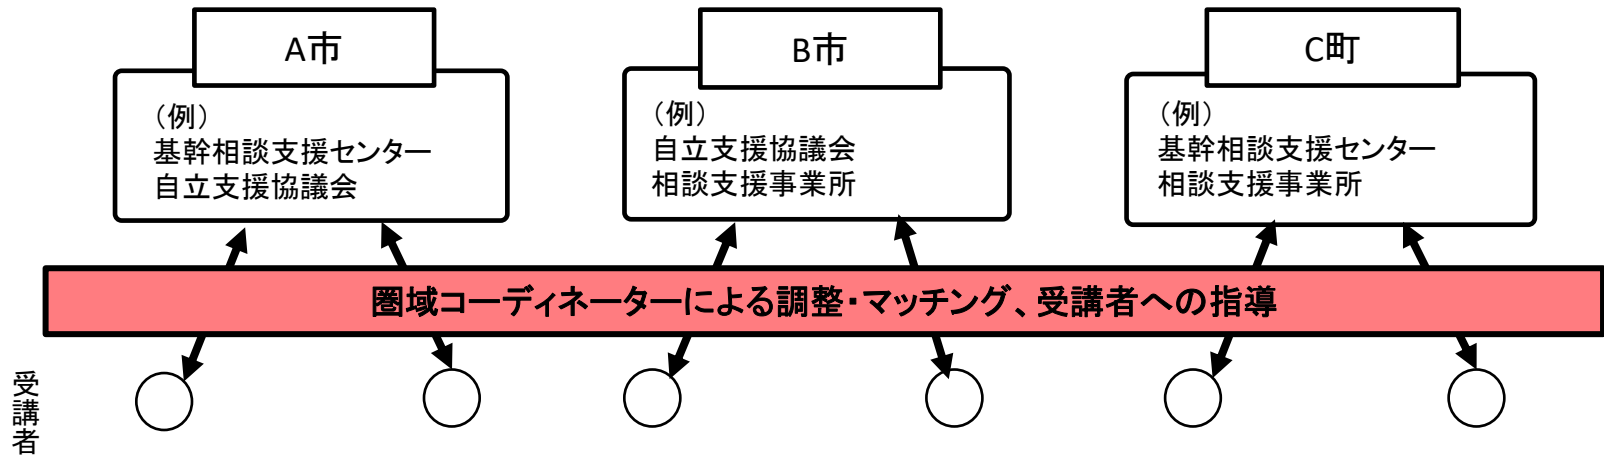 A市
（例）
基幹相談支援センター
自立支援協議会
B市
（例）
自立支援協議会
相談支援事業所
C町
（例）
基幹相談支援センター
相談支援事業所
圏域コーディネーターによる調整・マッチング、受講者への指導
受講者